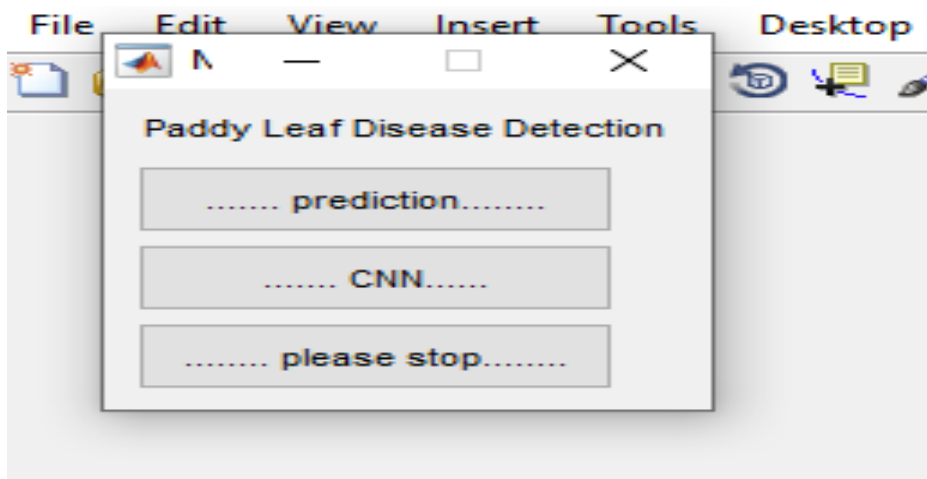 File Edit View Insert Tools Desktop
Paddy Leaf Disease Detection
....... prediction........
....... CNN......
........ please stop........